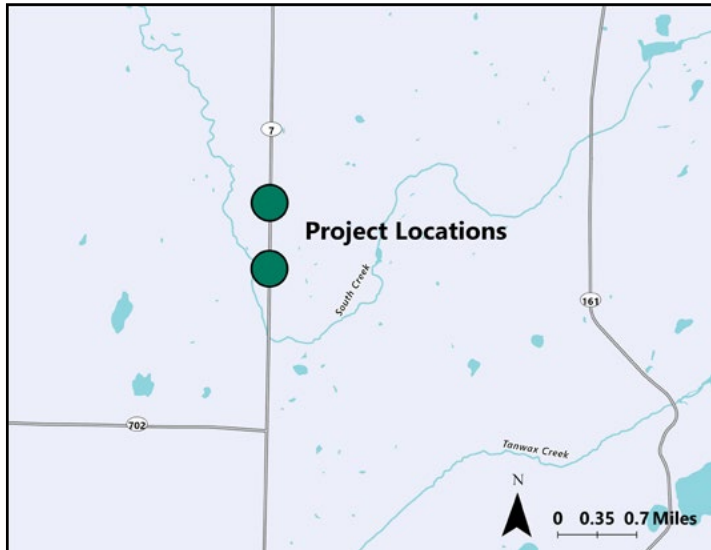 7
Project Locations
South Creek
161
702
Tanwax Creek
N
0 0.35 0.7 Miles